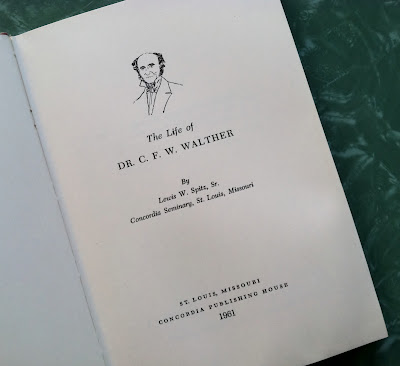 The Life of
DR. C. F. W. WALTHER
By
Lewis W. Spitz, Sr.
Concordia Seminary, St. Louis, Missouri
ST. LOUIS, MISSOURI
CONCORDIA PUBLISHING HOUSE
1961